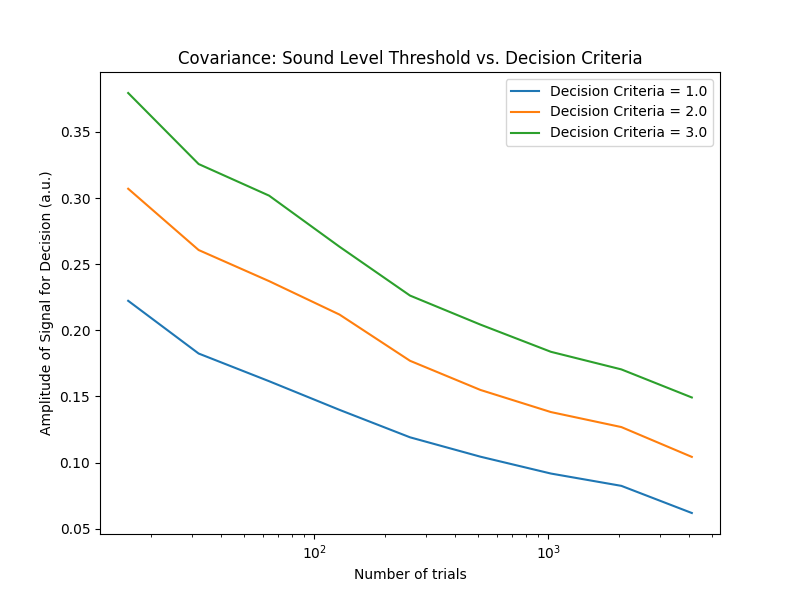 Covariance: Sound Level Threshold vs. Decision Criteria
Decision Criteria = 1.0
Decision Criteria = 2.0
Decision Criteria = 3.0
Amplitude of Signal for Decision (a.u.)
0.35
0.30
0.25
0.20
0.15
0.10
0.05
10²
10³
Number of trials